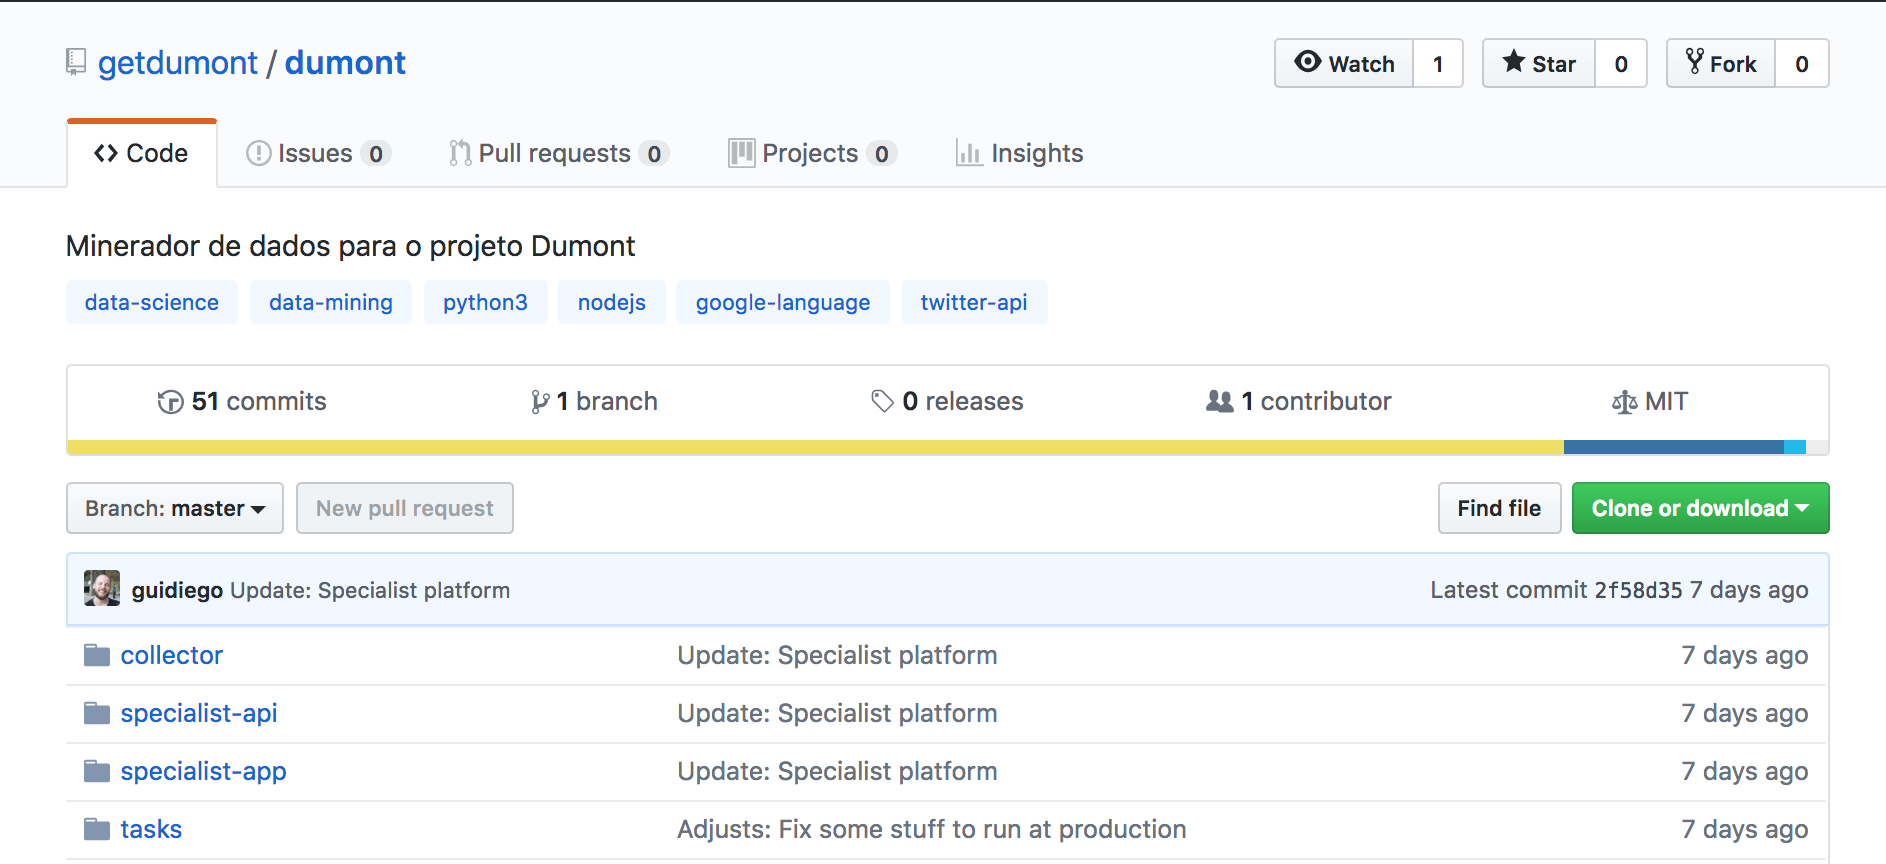 getdumont / dumont
Watch 1 Star 0 Fork 0
Code Issues 0 Pull requests 0 Projects 0 Insights
Minerador de dados para o projeto Dumont
data-science data-mining python3 nodejs google-language twitter-api
51 commits 1 branch 0 releases 1 contributor MIT
Branch: master New pull request Find file Clone or download
guidiego Update: Specialist platform Latest commit 2f58d35 7 days ago
collector Update: Specialist platform 7 days ago
specialist-api Update: Specialist platform 7 days ago
specialist-app Update: Specialist platform 7 days ago
tasks Adjusts: Fix some stuff to run at production 7 days ago